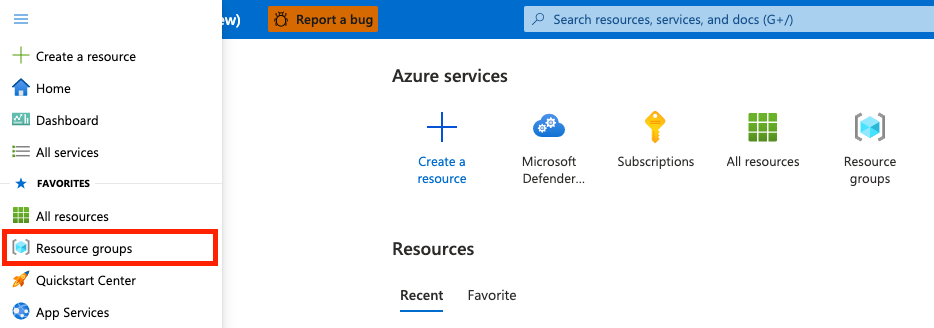 ew)
Report a bug
Search resources, services, and docs (G+/)
Create a resource
Home
Dashboard
All services
FAVORITES
All resources
Resource groups
Quickstart Center
App Services
Azure services
Create a
resource
Microsoft
Defender...
Subscriptions
All resources
Resource
groups
Resources
Recent
Favorite